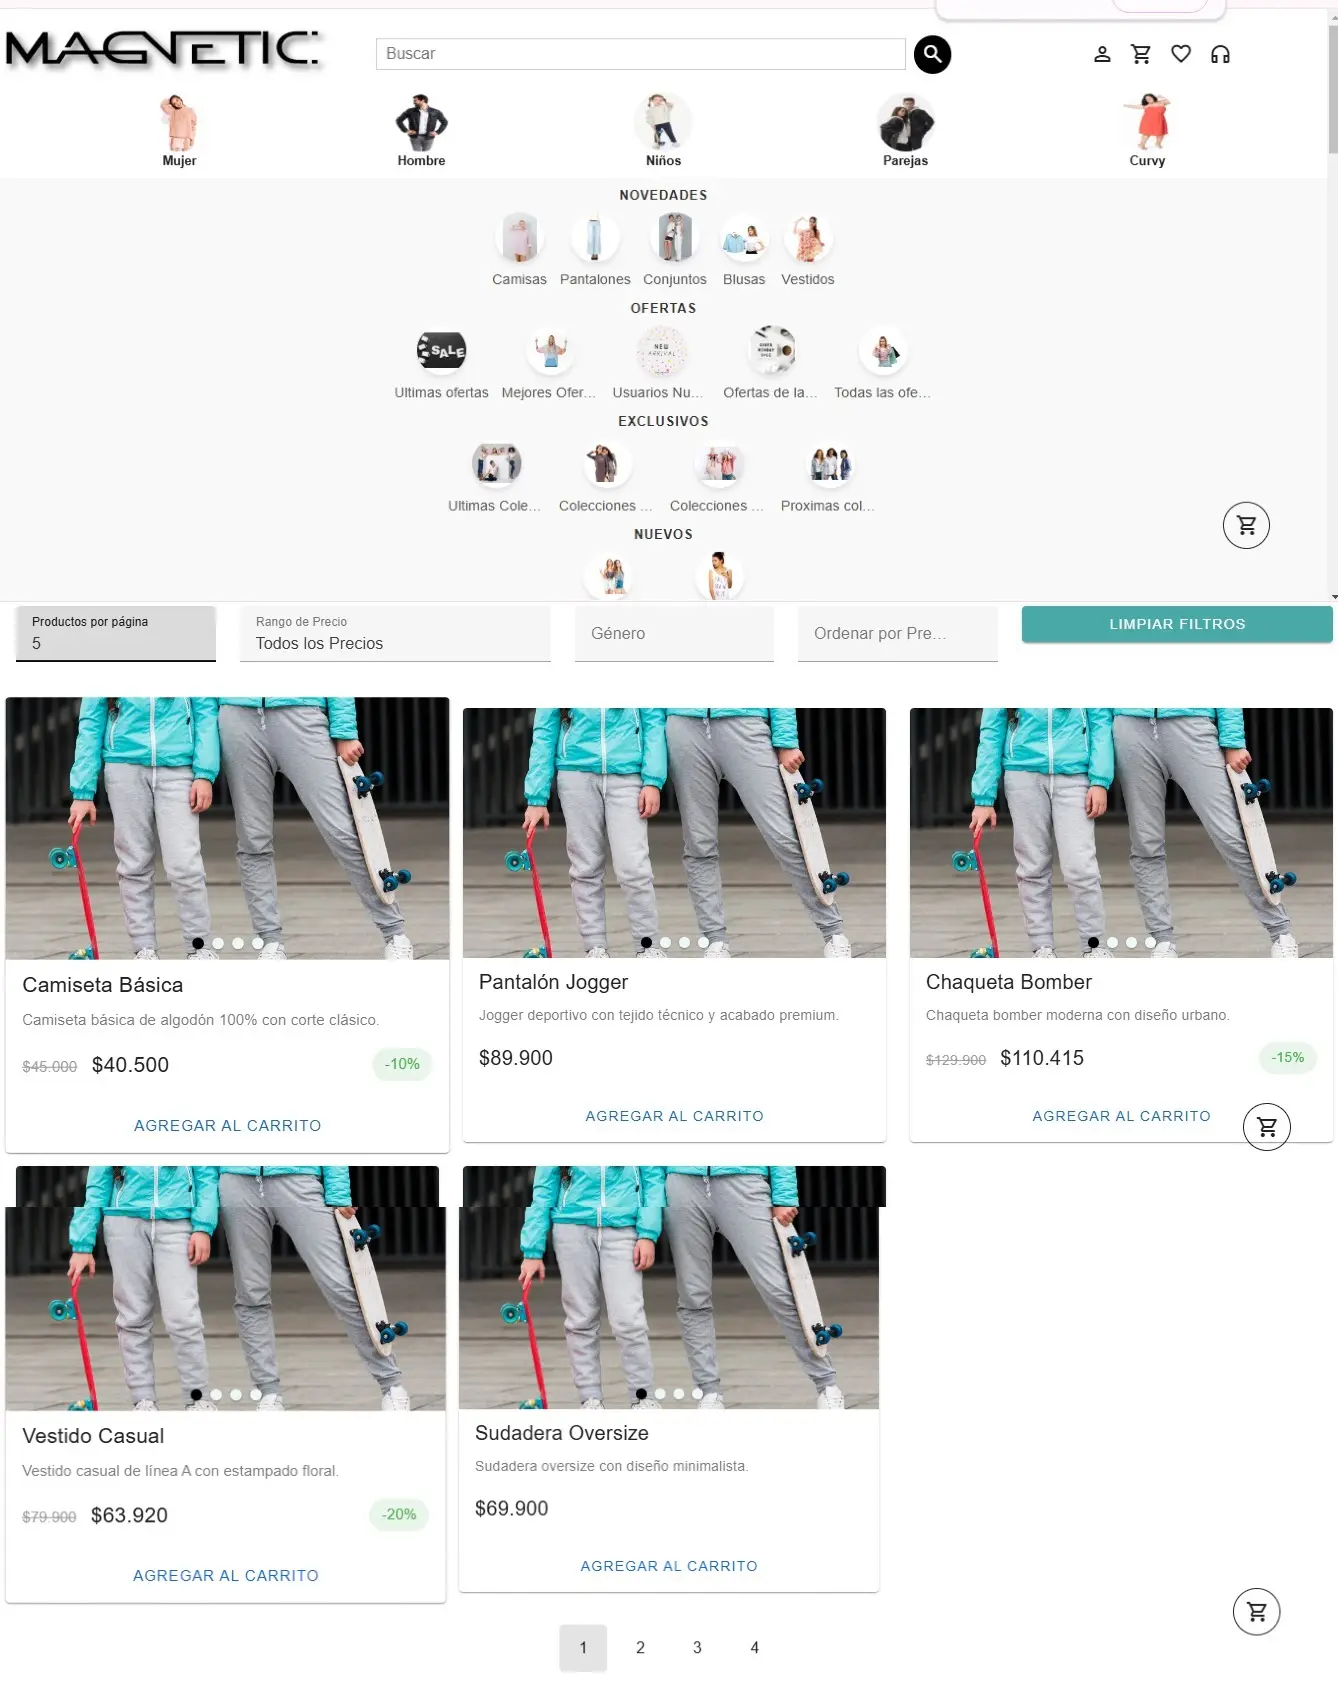 MAGNETIC:
Buscar
Mujer Hombre Niños Parejas Curvy
NOVEDADES
Camisas Pantalones Conjuntos Blusas Vestidos
OFERTAS
SALE
NEW ARRIVAL
Ultimas ofertas Mejores Ofer... Usuarios Nu... Ofertas de la... Todas las ofe...
EXCLUSIVOS
Ultimas Cole... Colecciones ... Colecciones ... Proximas col...
NUEVOS
Productos por página
5
Rango de Precio
Todos los Precios
Género
Ordenar por Pre...
LIMPIAR FILTROS
Camiseta Básica
Camiseta básica de algodón 100% con corte clásico.
$45.000 $40.500 -10%
AGREGAR AL CARRITO
Pantalón Jogger
Jogger deportivo con tejido técnico y acabado premium.
$89.900
AGREGAR AL CARRITO
Chaqueta Bomber
Chaqueta bomber moderna con diseño urbano.
$129.900 $110.415 -15%
AGREGAR AL CARRITO
Vestido Casual
Vestido casual de línea A con estampado floral.
$79.900 $63.920 -20%
AGREGAR AL CARRITO
Sudadera Oversize
Sudadera oversize con diseño minimalista.
$69.900
AGREGAR AL CARRITO
1 2 3 4